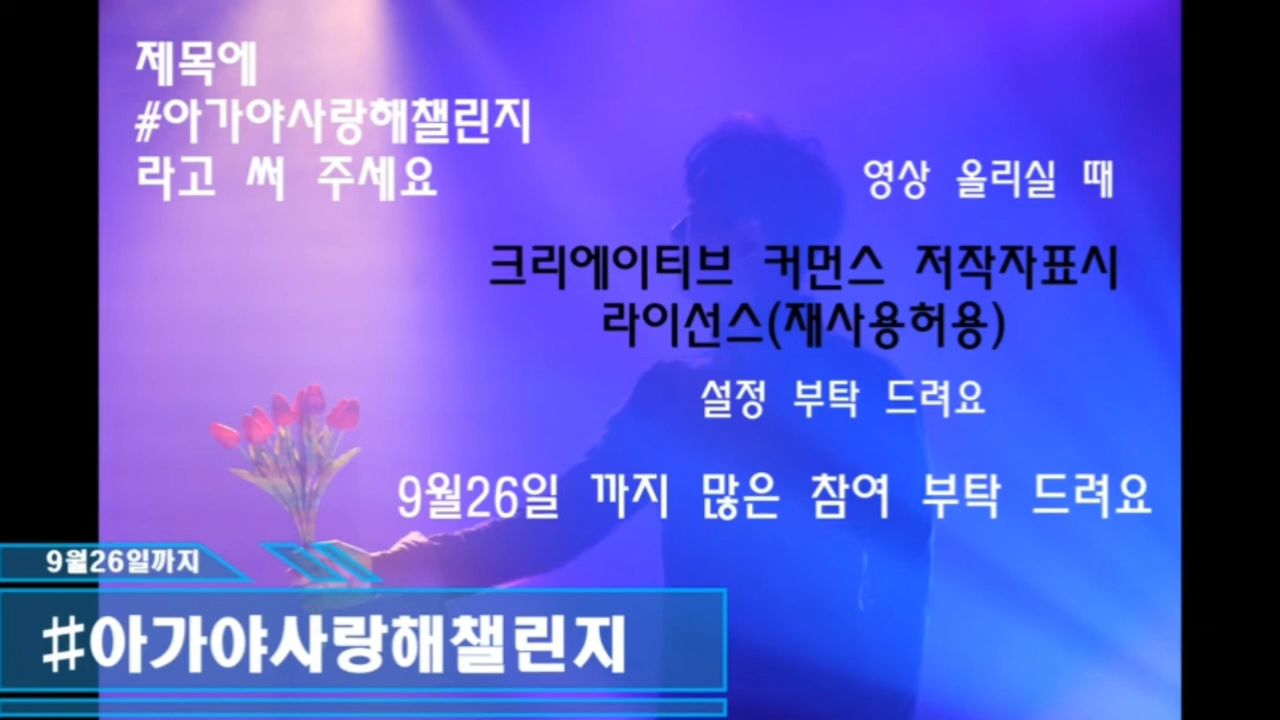 제목에
#아가야사랑해챌린지
라고 써 주세요
영상 올리실 때
크리에이티브 커먼스 저작자표시
라이선스(재사용허용)
설정 부탁 드려요
9월26일 까지 많은 참여 부탁 드려요
9월26일까지
#아가야사랑해챌린지